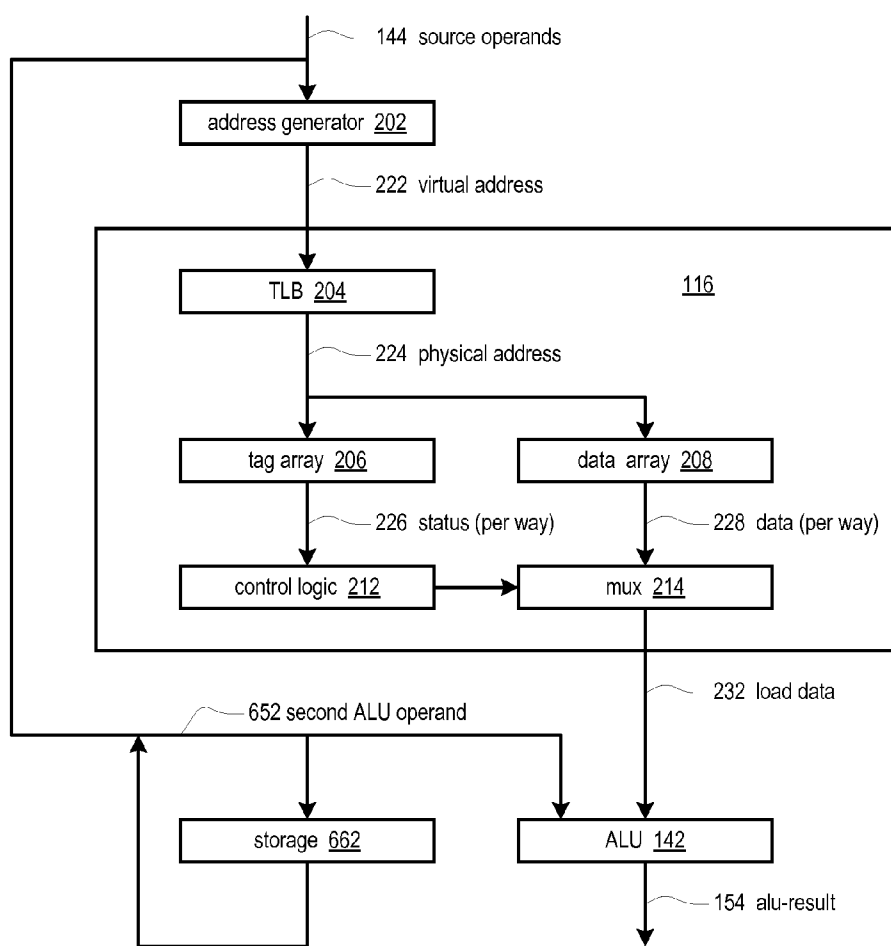 144 source operands
address generator 202
222 virtual address
TLB 204
116
224 physical address
tag array 206
data array 208
226 status (per way)
228 data (per way)
control logic 212
mux 214
232 load data
652 second ALU operand
storage 662
ALU 142
154 alu-result